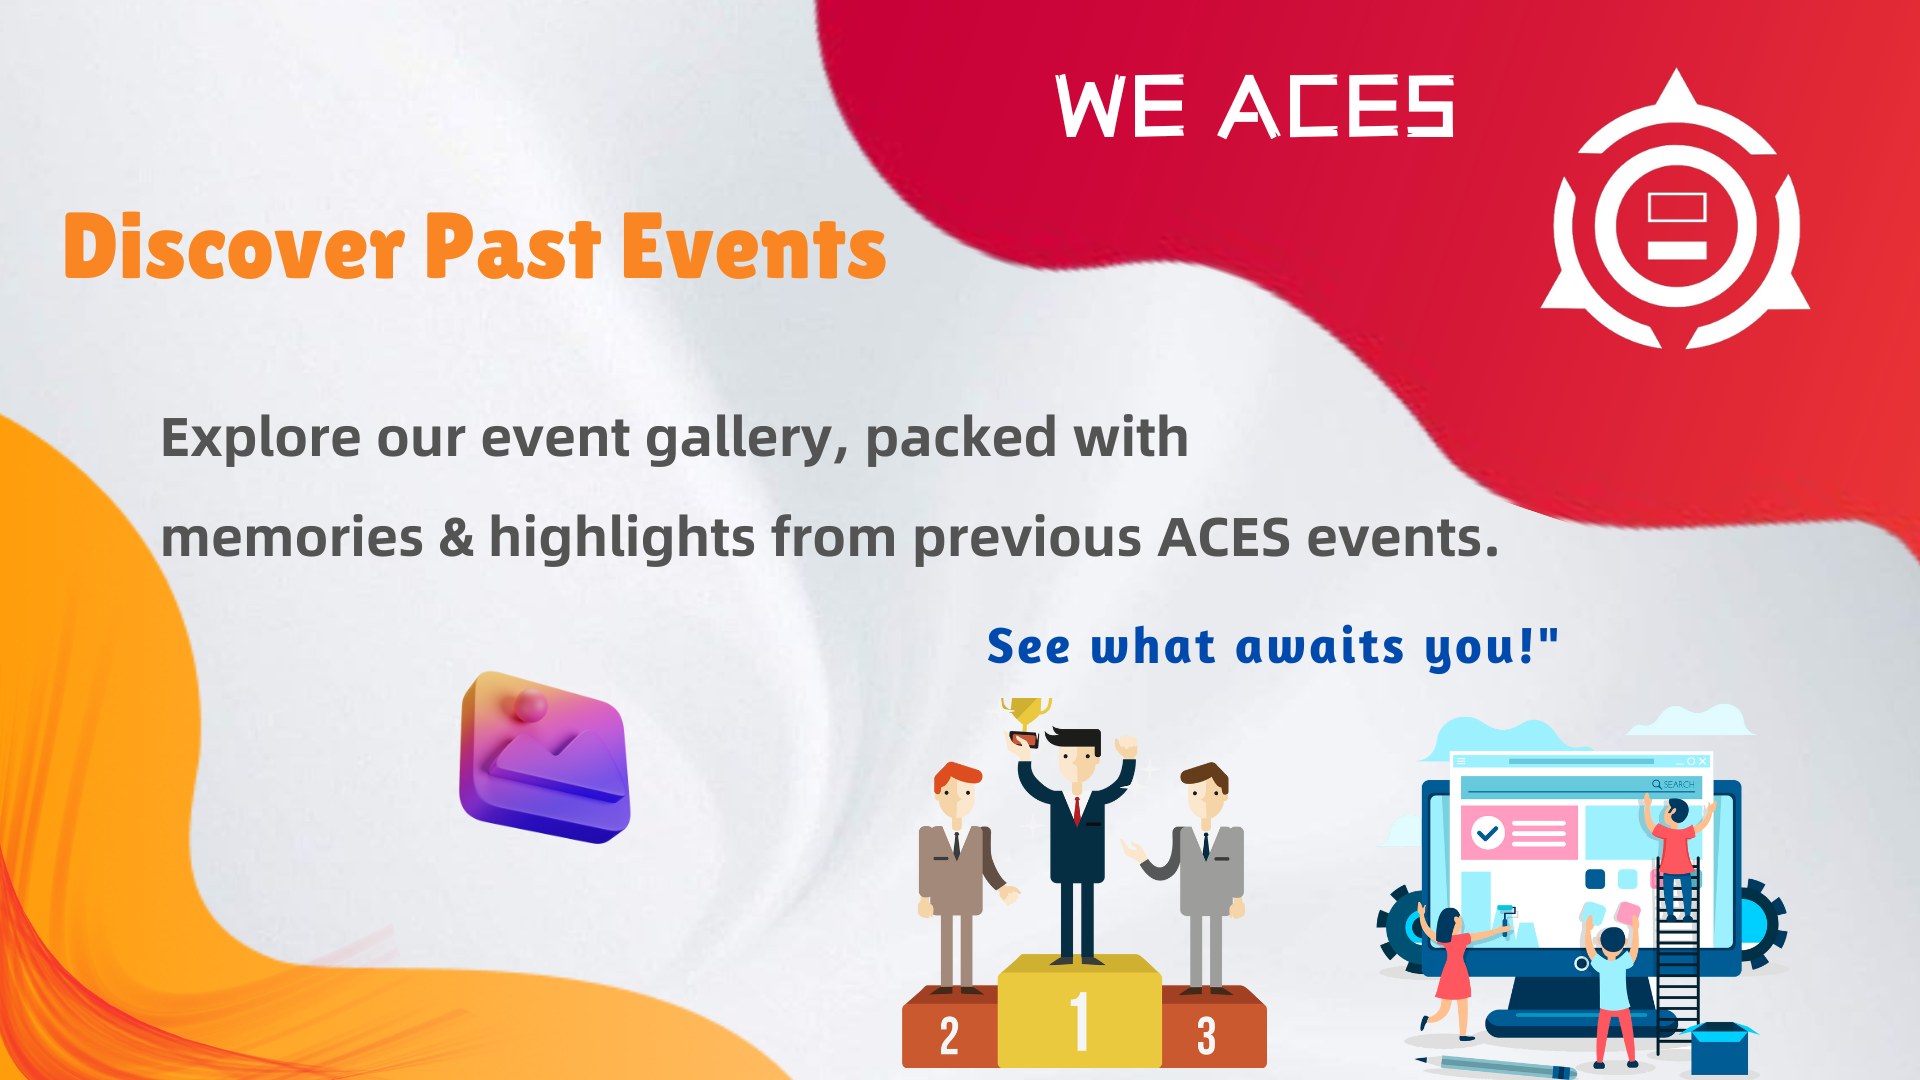 WE ACES
Discover Past Events
Explore our event gallery, packed with
memories & highlights from previous ACES events.
See what awaits you!"
SEARCH
2
1
3